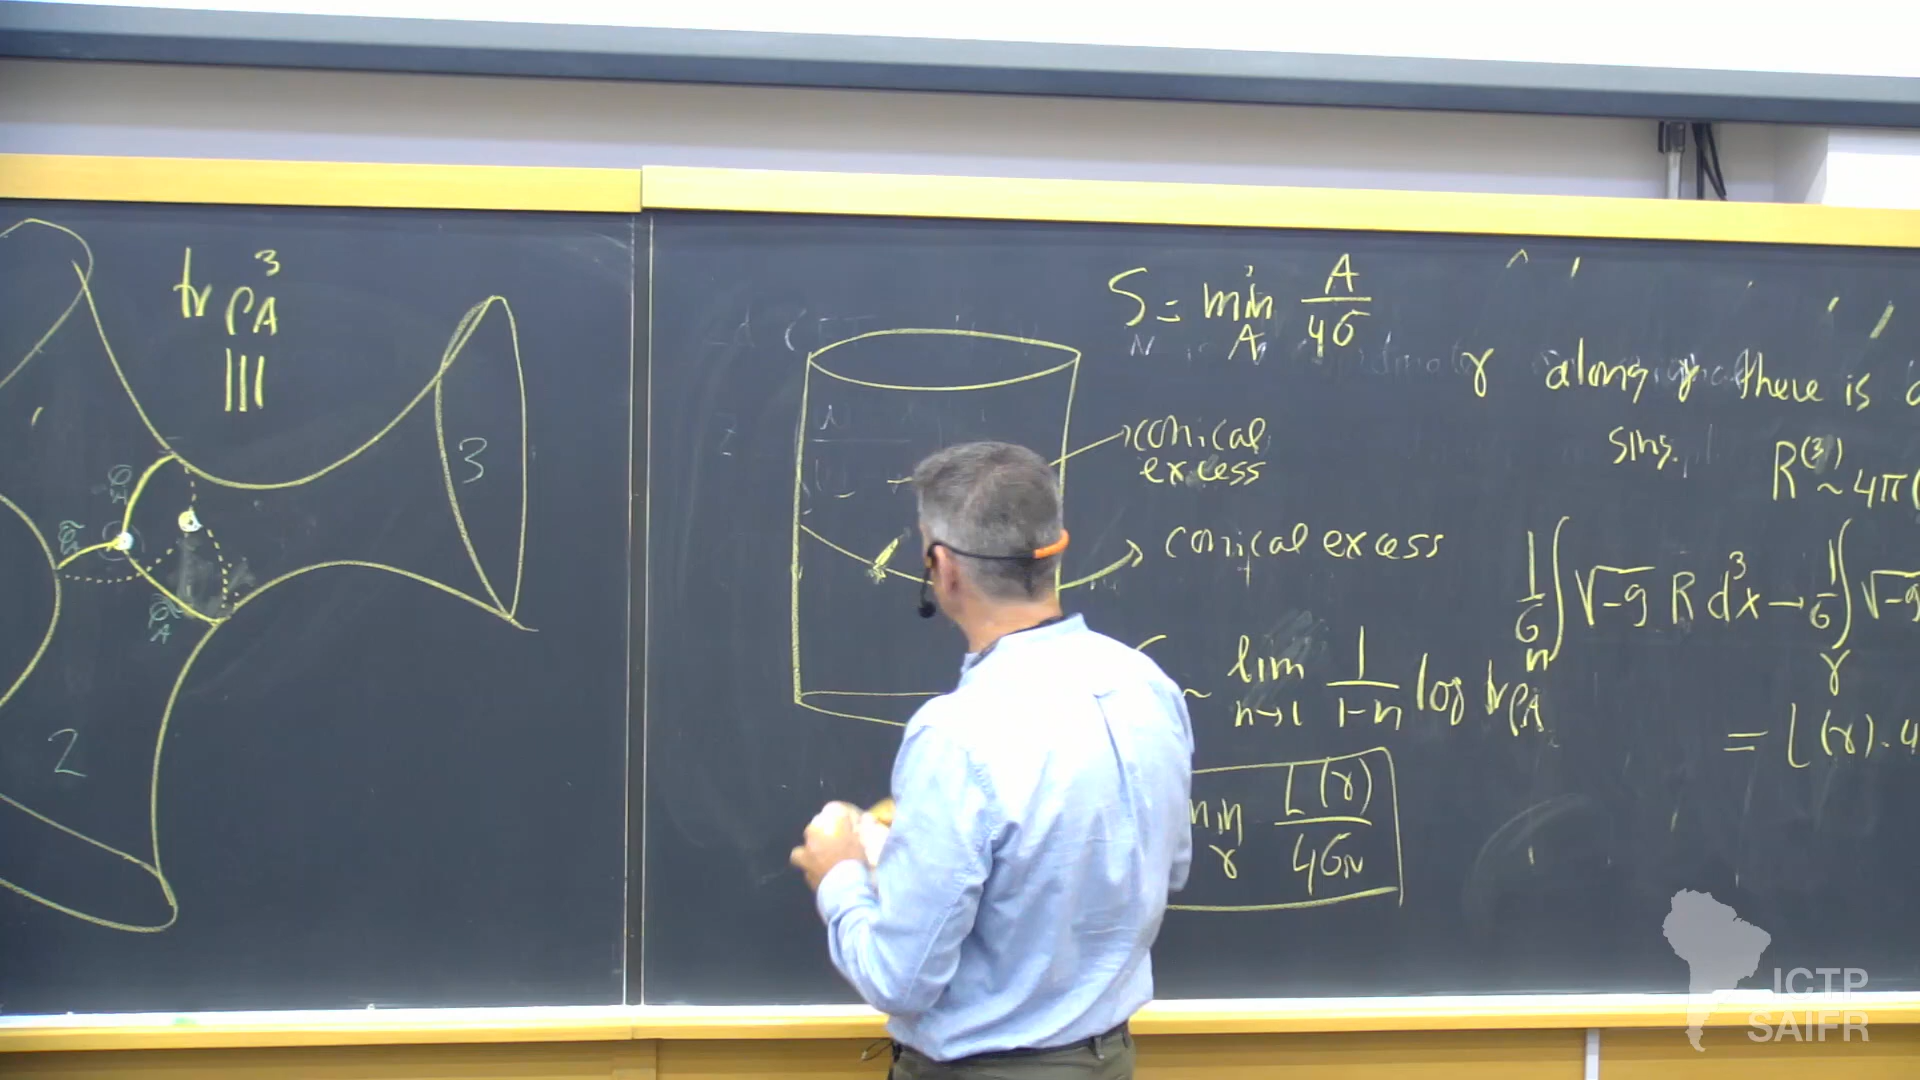 tr ρ_A^3
|||
3
2
S = min_A A/4G
γ along γ there is
conical
excess
sing.
R^(3) ~ 4π(
conical excess
1/G ∫ √-g R d^3x → 1/G ∫_γ √-g
~ lim_{n→1} 1/(1-n) log tr ρ_A^n
= L(γ) · 4
min_γ L(γ)/4G_N
ICTP
SAIFR